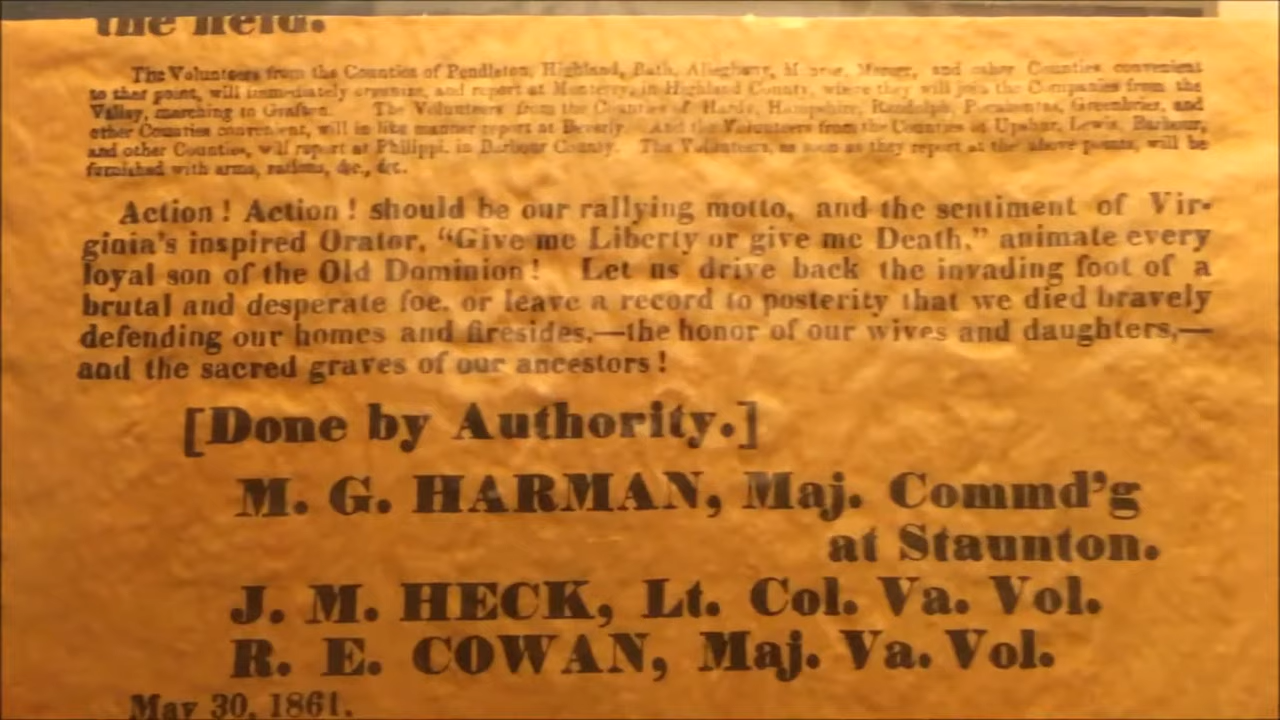 the field.
The Volunteers from the Counties of Pendleton, Highland, Bath, Alleghany, Monroe, Mercer, and other Counties convenient
to that point, will immediately organize, and report at Monterey, in Highland County, where they will join the Companies from the
Valley, marching to Grafton. The Volunteers from the Counties of Hardy, Hampshire, Randolph, Pocahontas, Greenbrier, and
other Counties convenient, will in like manner report at Beverly. And the Volunteers from the Counties of Upshur, Lewis, Barbour,
and other Counties, will report at Philippi, in Barbour County. The Volunteers, as soon as they report at the above points, will be
furnished with arms, rations, &c., &c.
Action! Action! should be our rallying motto, and the sentiment of Vir-
ginia's inspired Orator, "Give me Liberty or give me Death," animate every
loyal son of the Old Dominion! Let us drive back the invading foot of a
brutal and desperate foe, or leave a record to posterity that we died bravely
defending our homes and firesides,—the honor of our wives and daughters,—
and the sacred graves of our ancestors!
[Done by Authority.]
M. G. HARMAN, Maj. Commd'g
at Staunton.
J. M. HECK, Lt. Col. Va. Vol.
R. E. COWAN, Maj. Va. Vol.
May 30, 1861.